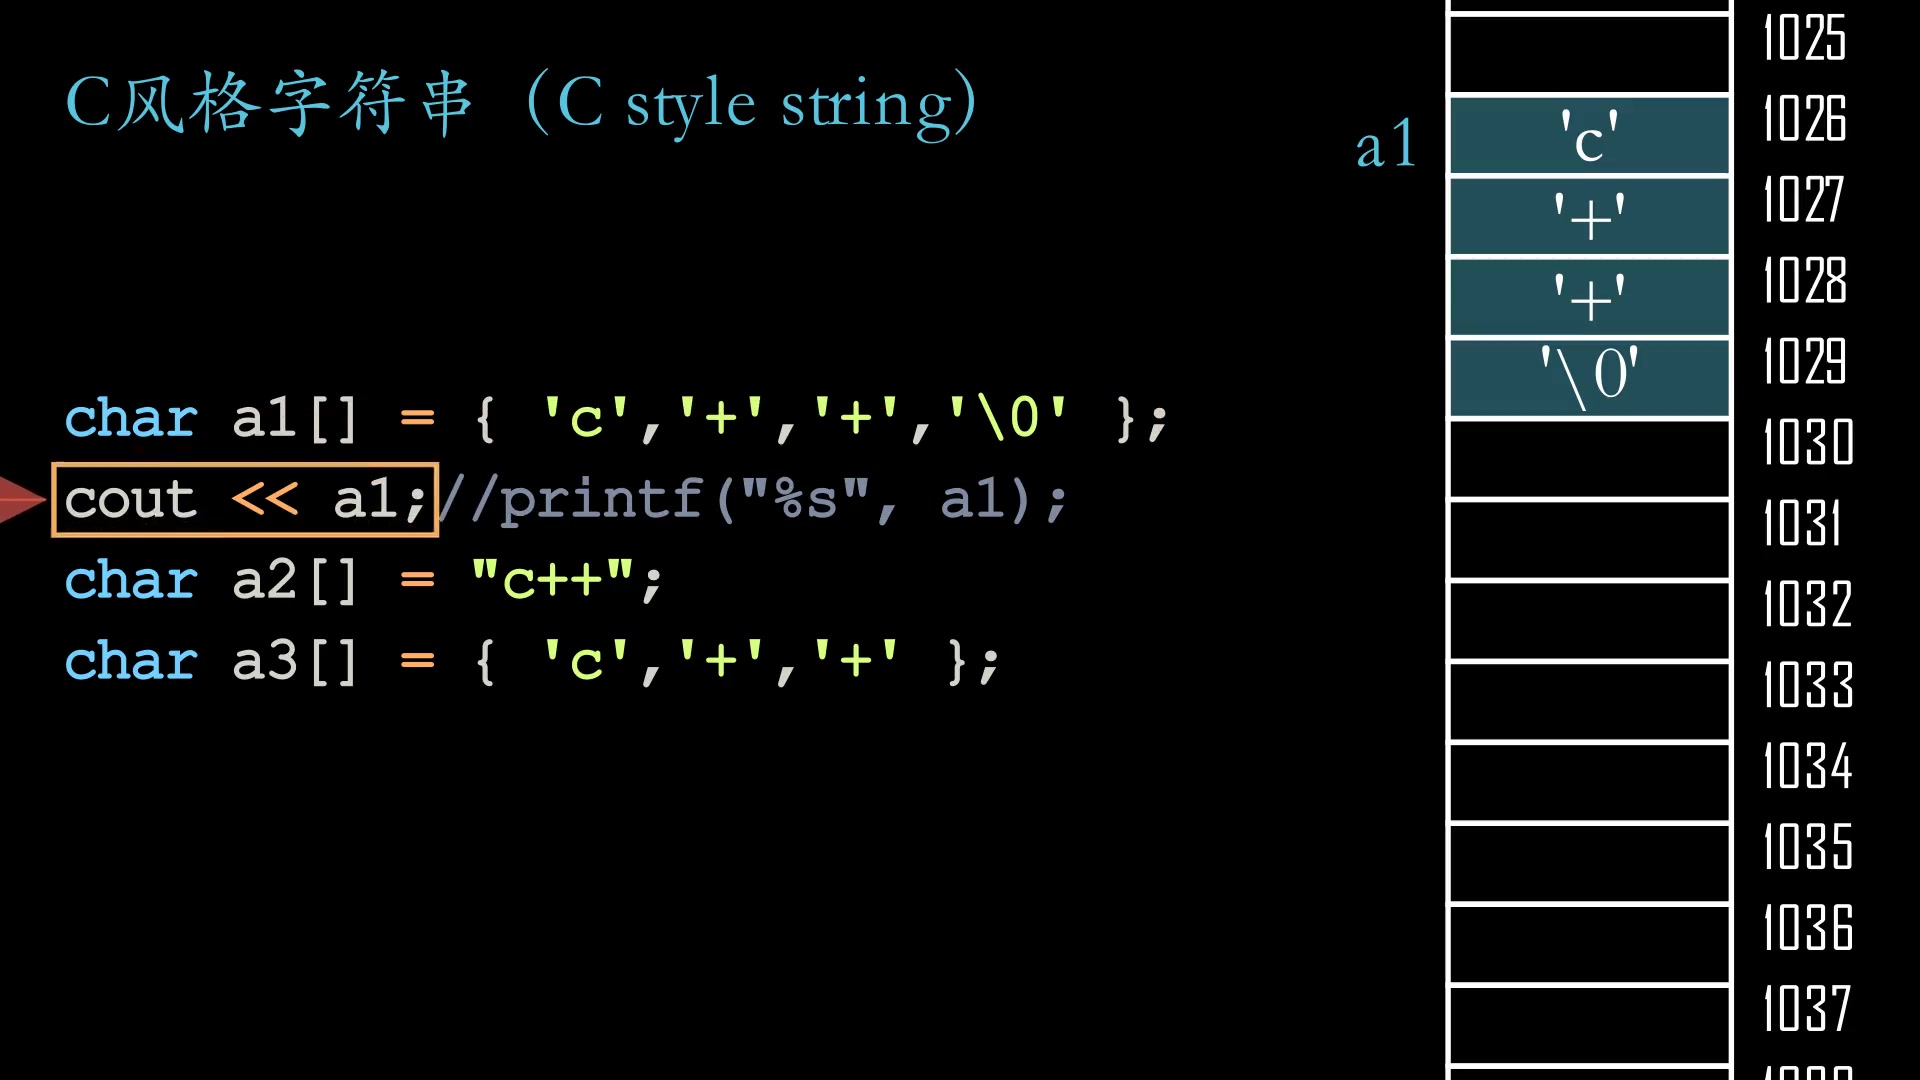 C风格字符串（C style string）
char a1[] = { 'c','+', '+','\0' };
cout << a1;//printf("%s", a1);
char a2[] = "c++";
char a3[] = { 'c','+','+' };
a1
1025
'c' 1026
'+' 1027
'+' 1028
'\0' 1029
1030
1031
1032
1033
1034
1035
1036
1037